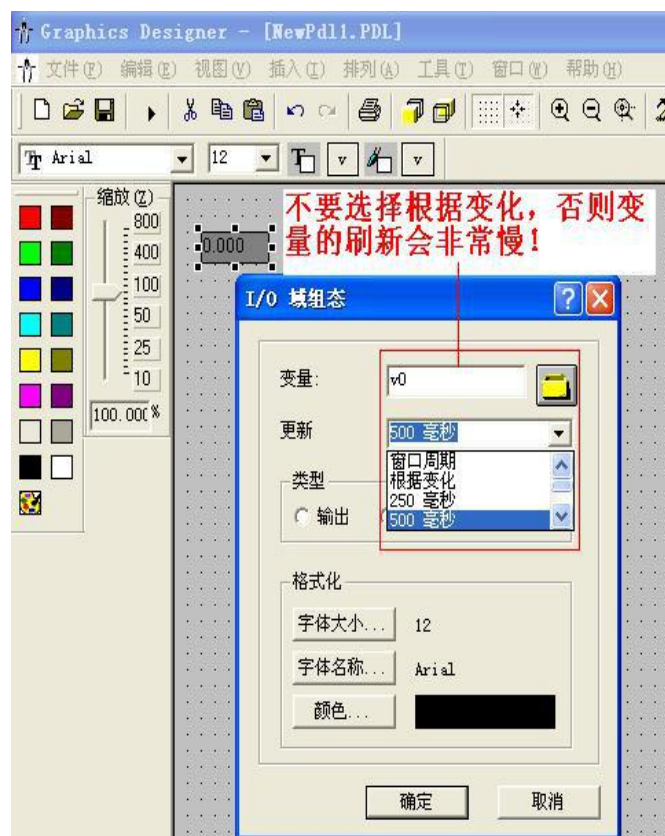 Graphics Designer - [NewPdl1.PDL]
文件(F) 编辑(E) 视图(V) 插入(I) 排列(A) 工具(T) 窗口(W) 帮助(H)
Arial 12 T v v
缩放(Z)
800
400
100
50
25
10
100.000 %
0.000
不要选择根据变化，否则变
量的刷新会非常慢！
I/O 域组态
变量: v0
更新 500 毫秒
窗口周期
根据变化
250 毫秒
500 毫秒
类型
输出
格式化
字体大小... 12
字体名称... Arial
颜色...
确定 取消